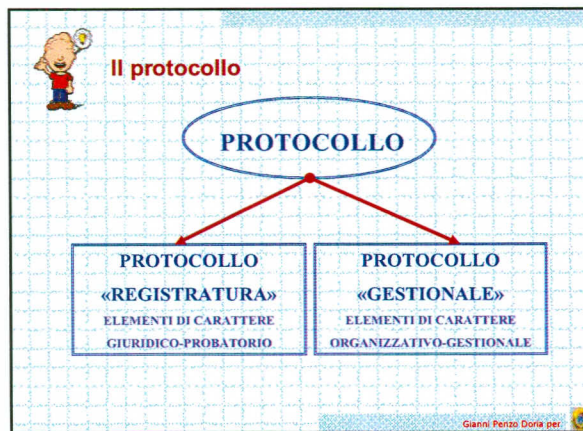 Il protocollo
PROTOCOLLO
PROTOCOLLO
«REGISTRATURA»
ELEMENTI DI CARATTERE
GIURIDICO-PROBATORIO
PROTOCOLLO
«GESTIONALE»
ELEMENTI DI CARATTERE
ORGANIZZATIVO-GESTIONALE
Gianni Penzo Doria per